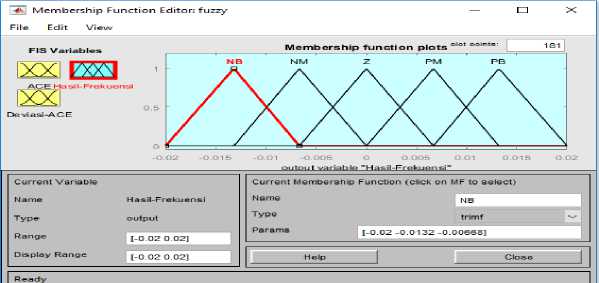 Membership Function Editor: fuzzy
File Edit View
FIS Variables
ACE
Hasil-Frekuensi
Deviasi-ACE
Membership function plots
plot points:
181
NB NM Z PM PB
1
0.5
0
-0.02 -0.015 -0.01 -0.005 0 0.005 0.01 0.015 0.02
output variable "Hasil-Frekuensi"
Current Variable
Name Hasil-Frekuensi
Type output
Range [-0.02 0.02]
Display Range [-0.02 0.02]
Current Membership Function (click on MF to select)
Name NB
Type trimf
Params [-0.02 -0.0132 -0.00668]
Help Close
Ready